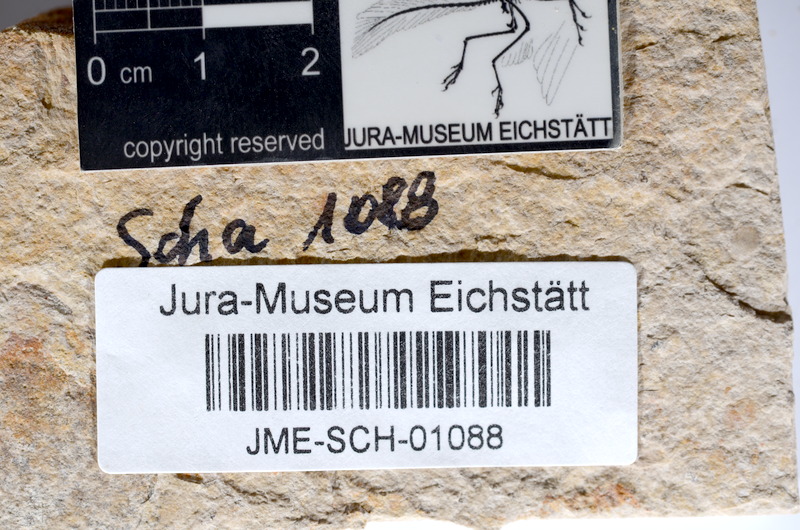 0 cm 1 2
copyright reserved
JURA-MUSEUM EICHSTÄTT
Scha 1088
Jura-Museum Eichstätt
JME-SCH-01088